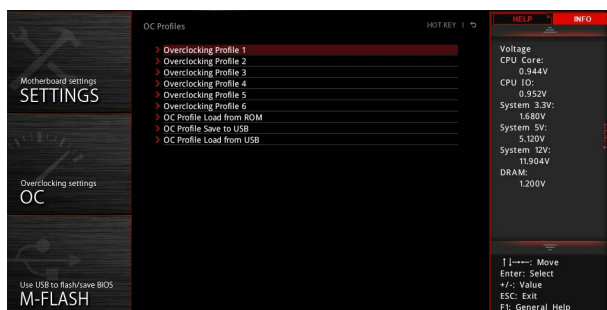 Motherboard settings
SETTINGS
Overclocking settings
OC
Use USB to flash/save BIOS
M-FLASH
OC Profiles
HOT KEY
Overclocking Profile 1
Overclocking Profile 2
Overclocking Profile 3
Overclocking Profile 4
Overclocking Profile 5
Overclocking Profile 6
OC Profile Load from ROM
OC Profile Save to USB
OC Profile Load from USB
HELP
INFO
Voltage
CPU Core:
0.944V
CPU IO:
0.952V
System 3.3V:
1.680V
System 5V:
5.120V
System 12V:
11.904V
DRAM:
1.200V
↑↓→←: Move
Enter: Select
+/-: Value
ESC: Exit
F1: General Help